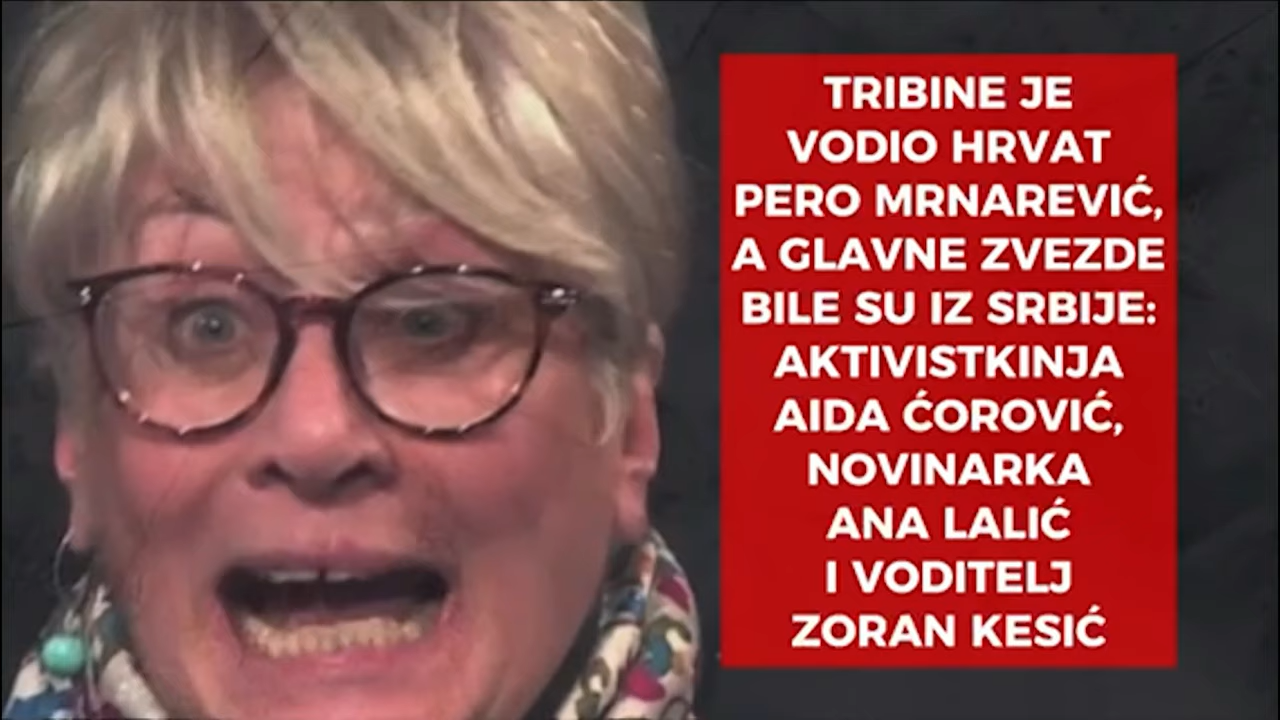 TRIBINE JE
VODIO HRVAT
PERO MRNAREVIĆ,
A GLAVNE ZVEZDE
BILE SU IZ SRBIJE:
AKTIVISTKINJA
AIDA ĆOROVIĆ,
NOVINARKA
ANA LALIĆ
I VODITELJ
ZORAN KESIĆ